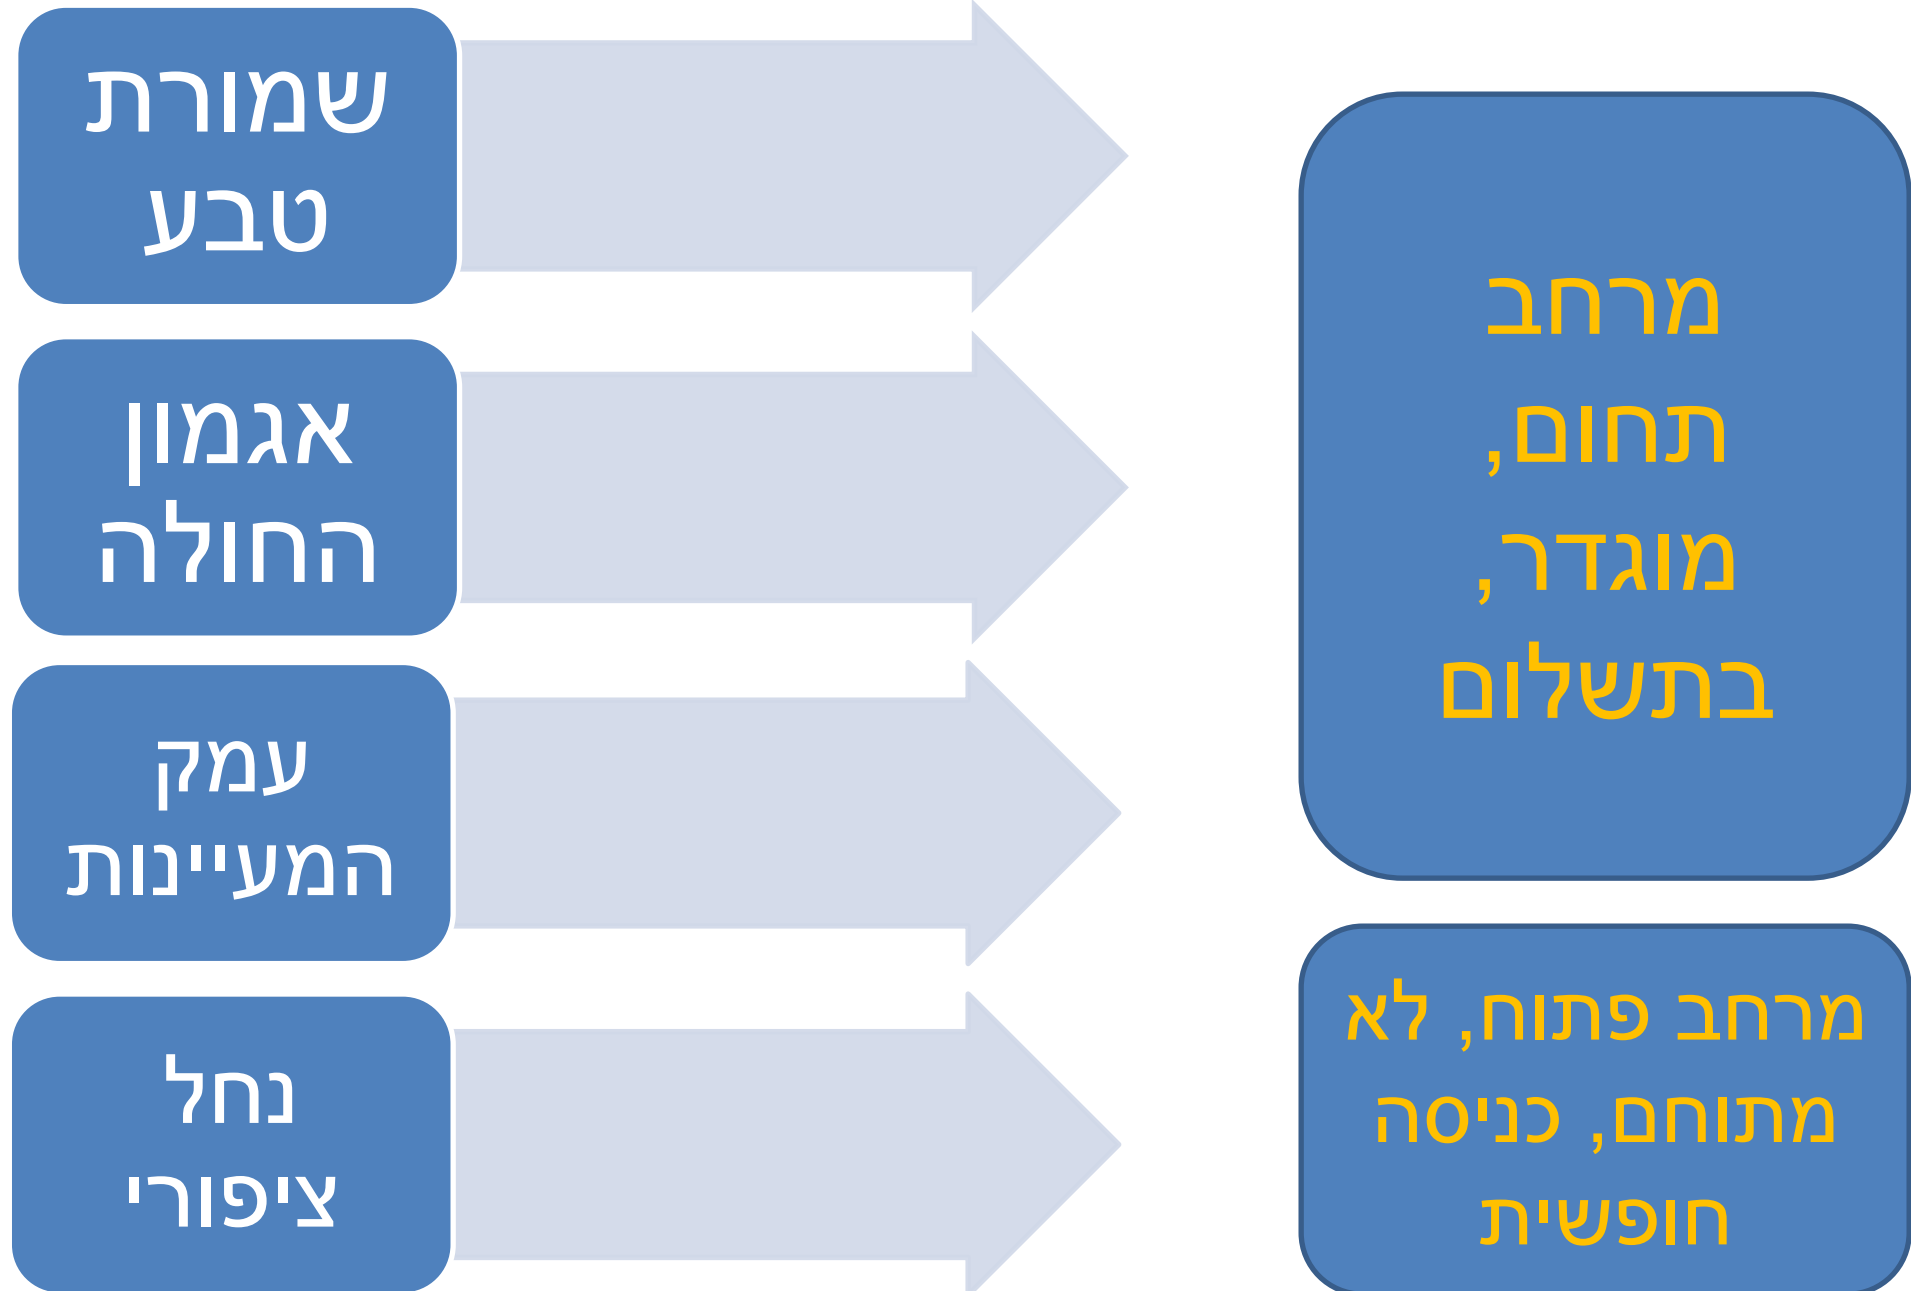 שמורת
טבע
אגמון
החולה
עמק
המעיינות
נחל
ציפורי
מרחב
תחום,
מוגדר,
בתשלום
מרחב פתוח, לא
מתוחם, כניסה
חופשית